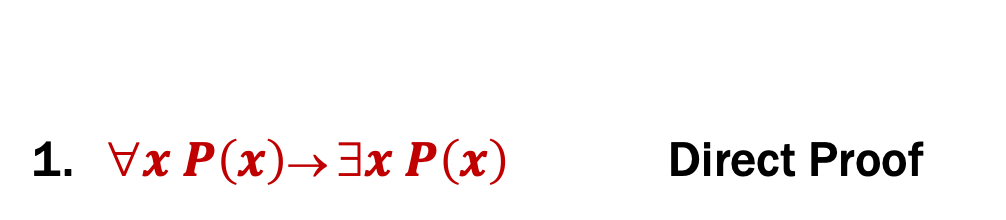 1. ∀x P(x)→∃x P(x) Direct Proof